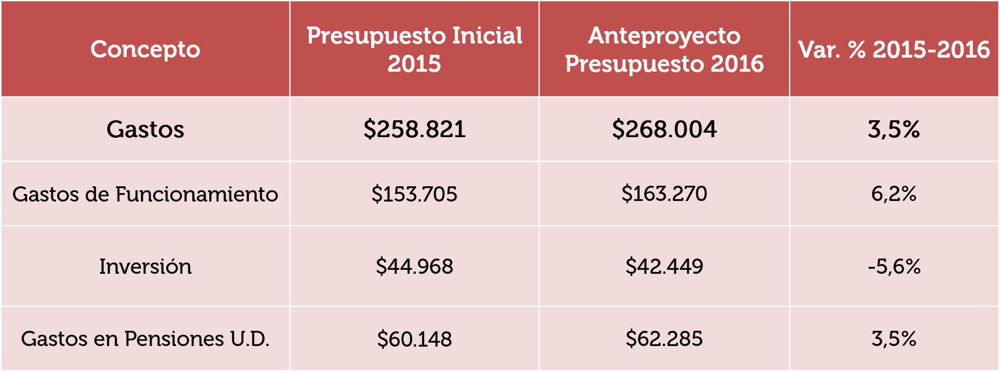 Concepto
Presupuesto Inicial
2015
Anteproyecto
Presupuesto 2016
Var. % 2015-2016
Gastos
$258.821
$268.004
3,5%
Gastos de Funcionamiento
$153.705
$163.270
6,2%
Inversión
$44.968
$42.449
-5,6%
Gastos en Pensiones U.D.
$60.148
$62.285
3,5%